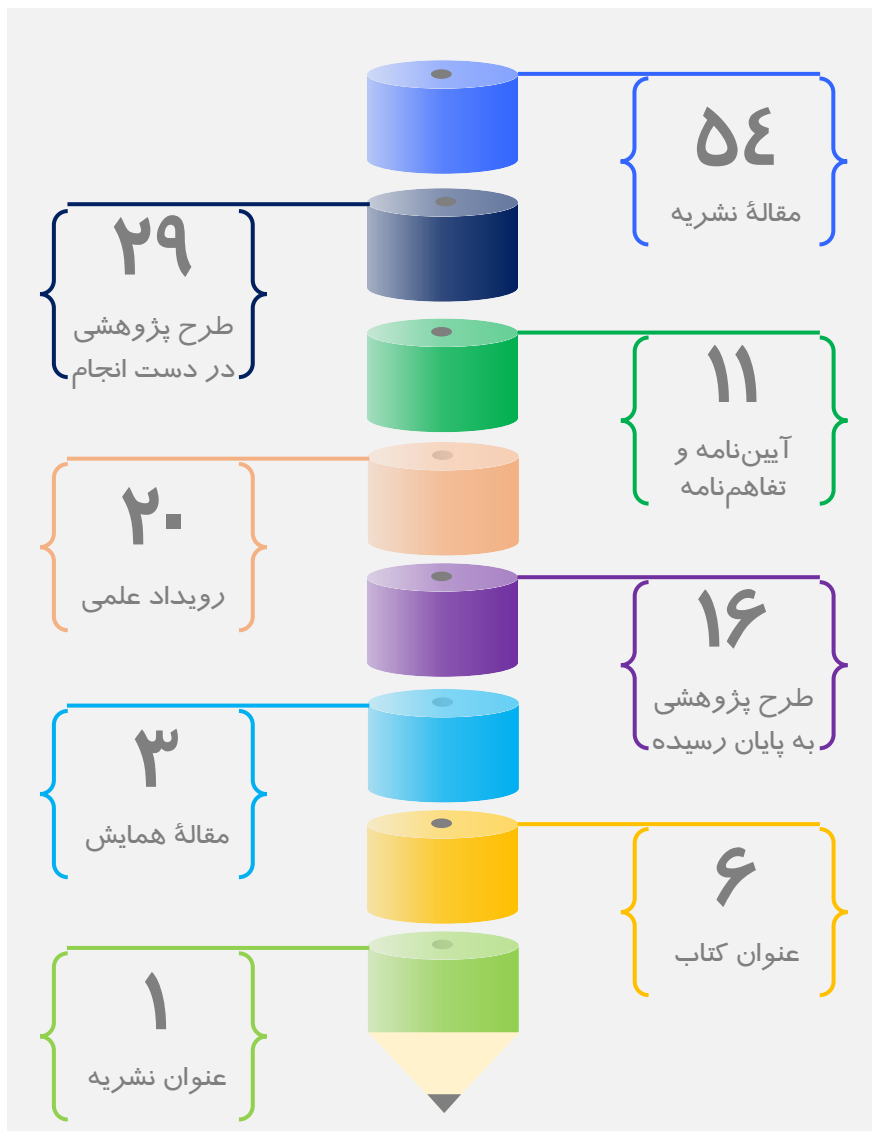 ۵٤
مقالهٔ نشریه
۲۹
طرح پژوهشی
در دست انجام
۱۱
آیین‌نامه و
تفاهم‌نامه
۲۰
رویداد علمی
۱۶
طرح پژوهشی
به پایان رسیده
۳
مقالهٔ همایش
۶
عنوان کتاب
۱
عنوان نشریه